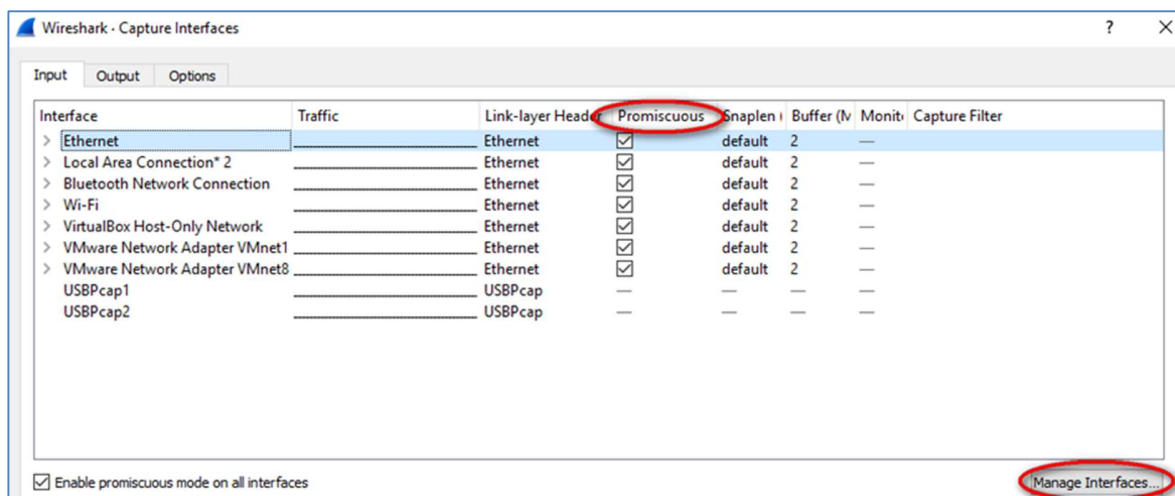 Wireshark · Capture Interfaces ?
Input Output Options
Interface Traffic Link-layer Header Promiscuous Snaplen ( Buffer (M Monito Capture Filter
Ethernet Ethernet default 2 —
Local Area Connection* 2 Ethernet default 2 —
Bluetooth Network Connection Ethernet default 2 —
Wi-Fi Ethernet default 2 —
VirtualBox Host-Only Network Ethernet default 2 —
VMware Network Adapter VMnet1 Ethernet default 2 —
VMware Network Adapter VMnet8 Ethernet default 2 —
USBPcap1 USBPcap — — — —
USBPcap2 USBPcap — — — —
Enable promiscuous mode on all interfaces Manage Interfaces...